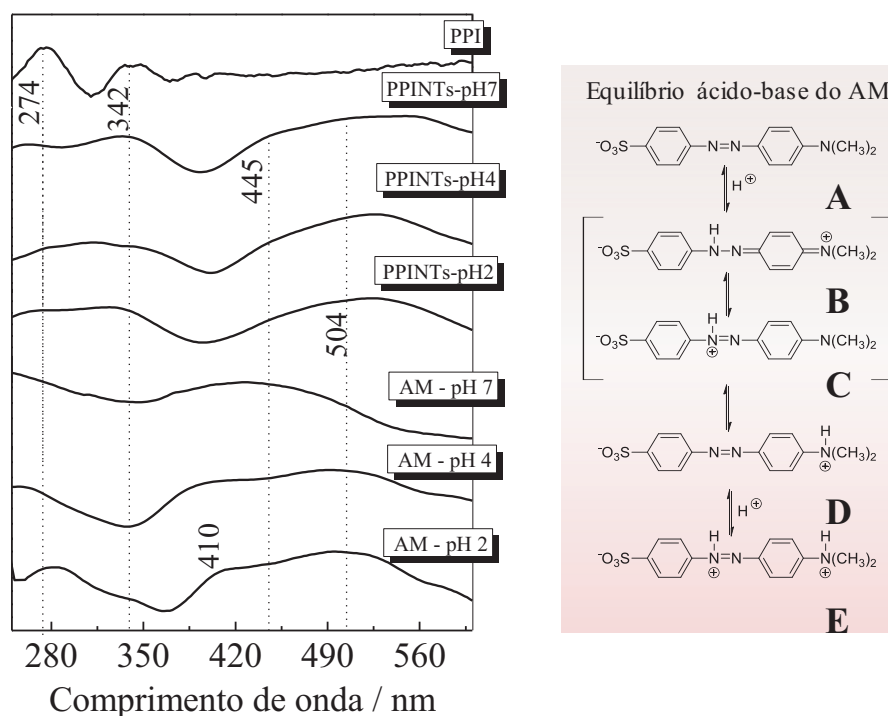 PPI
274
342
PPINTs-pH7
445
PPINTs-pH4
PPINTs-pH2
504
AM - pH 7
AM - pH 4
410
AM - pH 2
280 350 420 490 560
Comprimento de onda / nm
Equilíbrio ácido-base do AM
⁻O₃S N=N N(CH₃)₂
H⊕
A
H
⁻O₃S N-N N(CH₃)₂
⊕
B
H
⁻O₃S N=N N(CH₃)₂
⊕
C
H
⁻O₃S N=N N(CH₃)₂
⊕
D
H⊕
H H
⁻O₃S N=N N(CH₃)₂
⊕ ⊕
E